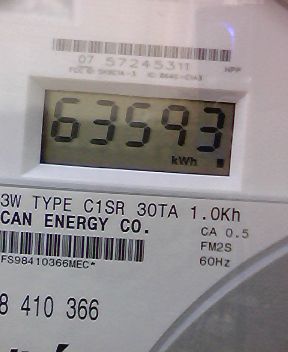 07 57245311 NPP
63593
kWh
3W TYPE C1SR 30TA 1.0Kh
CAN ENERGY CO.
CA 0.5
FM2S
60Hz
FS98410366MEC*
8 410 366